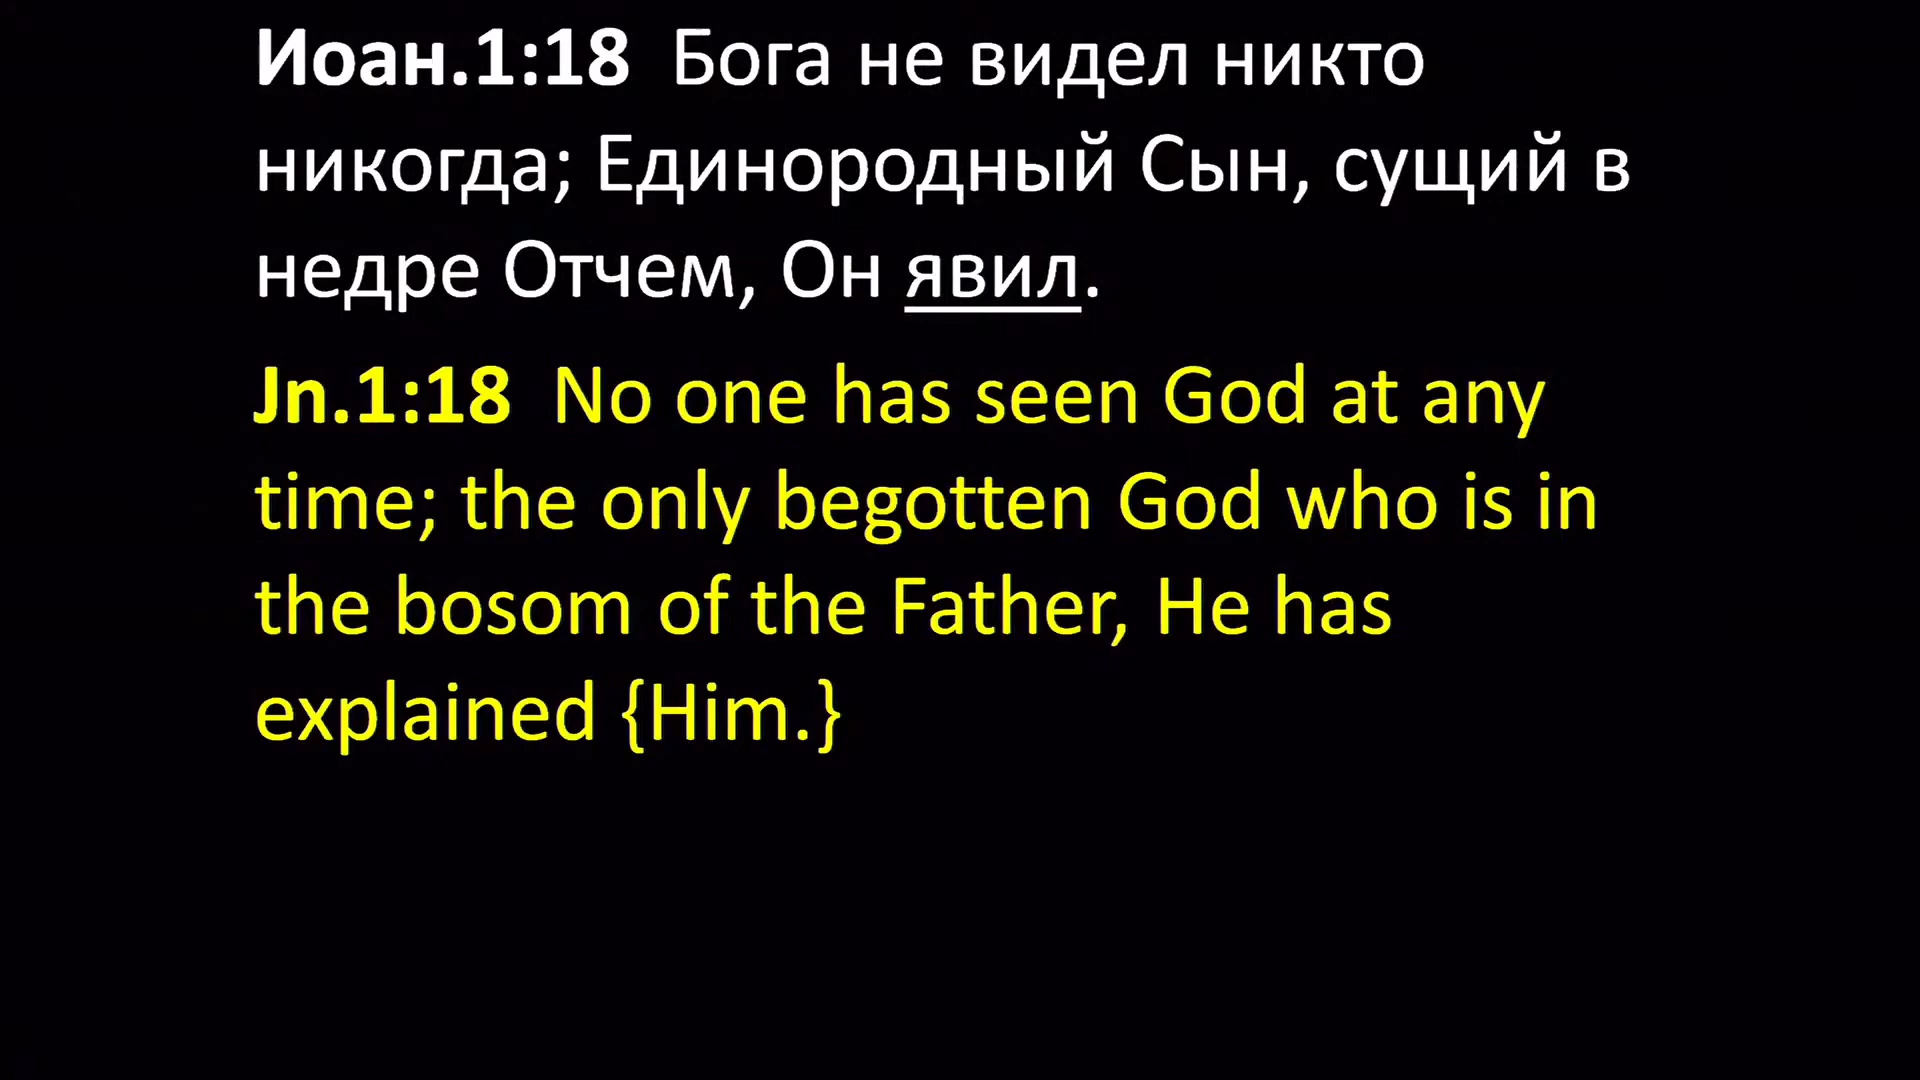 Иоан.1:18 Бога не видел никто
никогда; Единородный Сын, сущий в
недре Отчем, Он явил.
Jn.1:18 No one has seen God at any
time; the only begotten God who is in
the bosom of the Father, He has
explained {Him.}